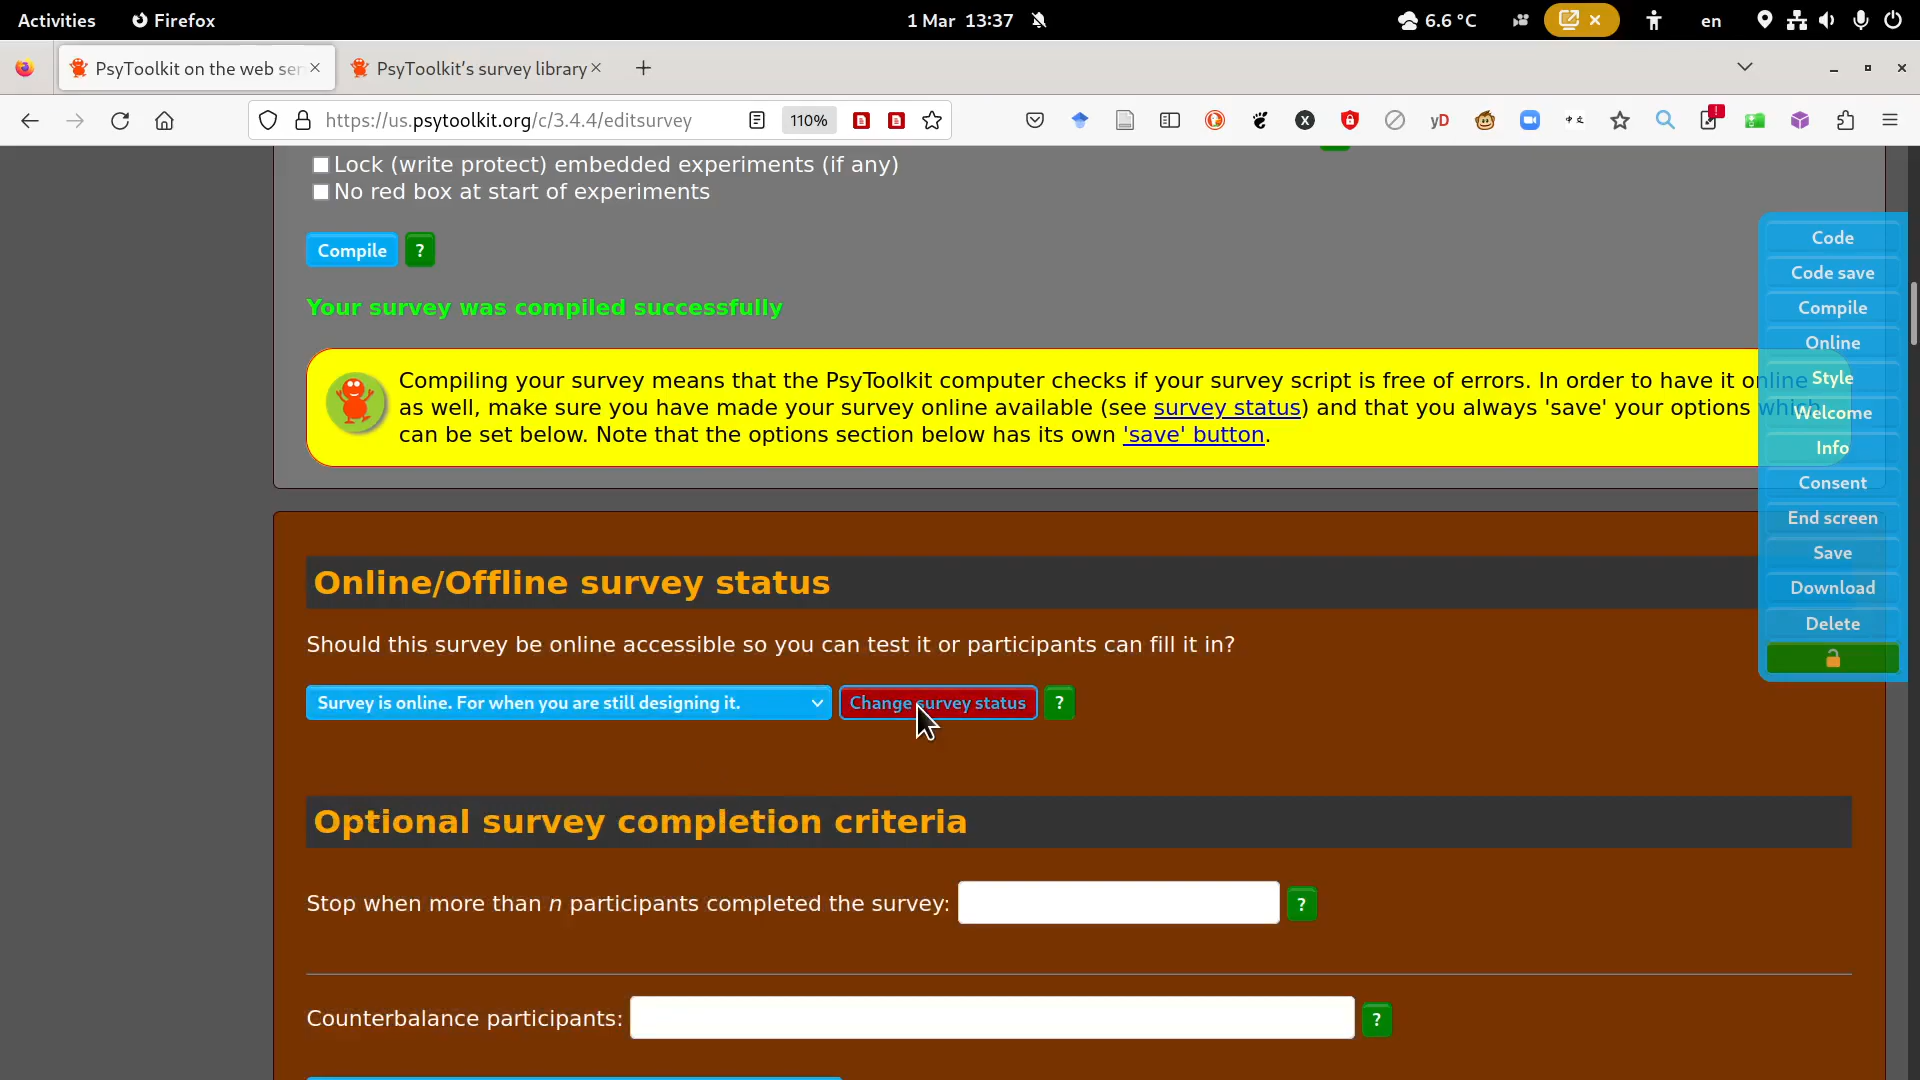 Activities
Firefox
1 Mar 13:37
6.6 °C
en
PsyToolkit on the web ser
PsyToolkit's survey library
https://us.psytoolkit.org/c/3.4.4/editsurvey
110%
yD
Lock (write protect) embedded experiments (if any)
No red box at start of experiments
Compile ?
Your survey was compiled successfully
Compiling your survey means that the PsyToolkit computer checks if your survey script is free of errors. In order to have it online
as well, make sure you have made your survey online available (see survey status) and that you always 'save' your options which
can be set below. Note that the options section below has its own 'save' button.
Online/Offline survey status
Should this survey be online accessible so you can test it or participants can fill it in?
Survey is online. For when you are still designing it.
Change survey status
?
Optional survey completion criteria
Stop when more than n participants completed the survey:
?
Counterbalance participants:
?
Code
Code save
Compile
Online
Style
Welcome
Info
Consent
End screen
Save
Download
Delete